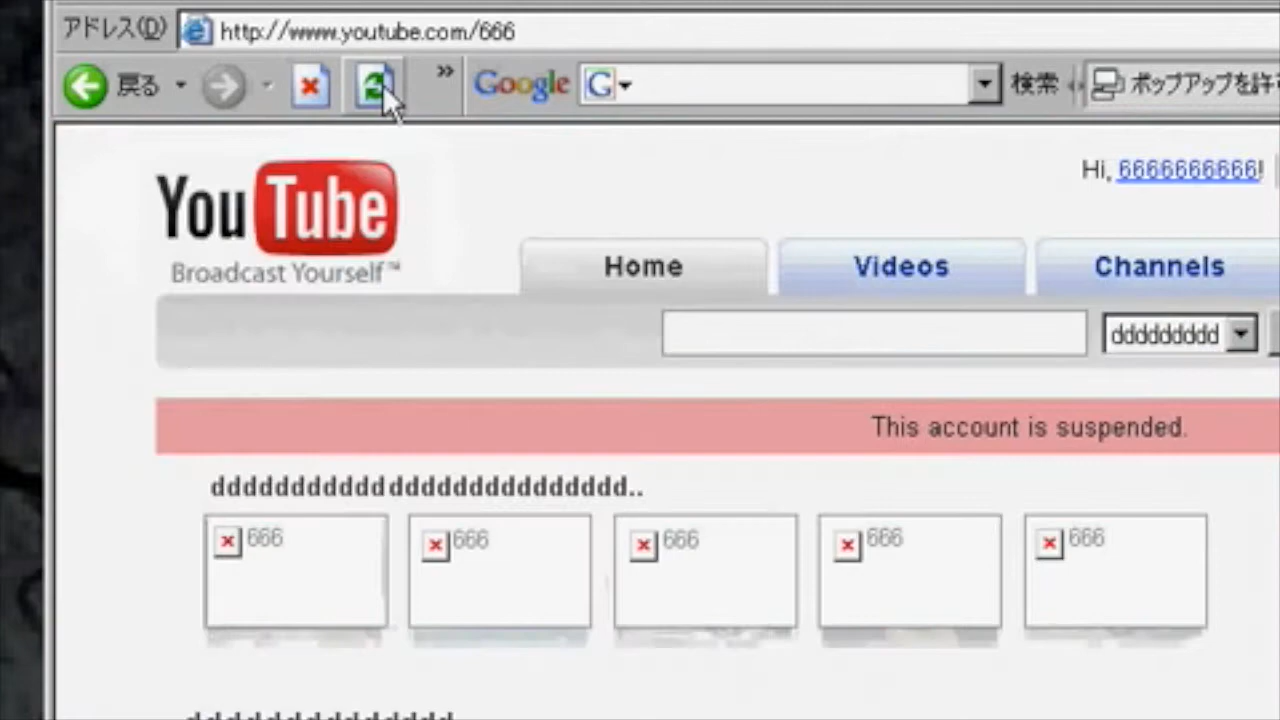 アドレス(D) http://www.youtube.com/666
戻る » Google G 検索 ポップアップを許
YouTube
Broadcast Yourself™
Hi, 6666666666!
Home Videos Channels
ddddddddd
This account is suspended.
ddddddddddddddddddddddddddd..
666 666 666 666 666